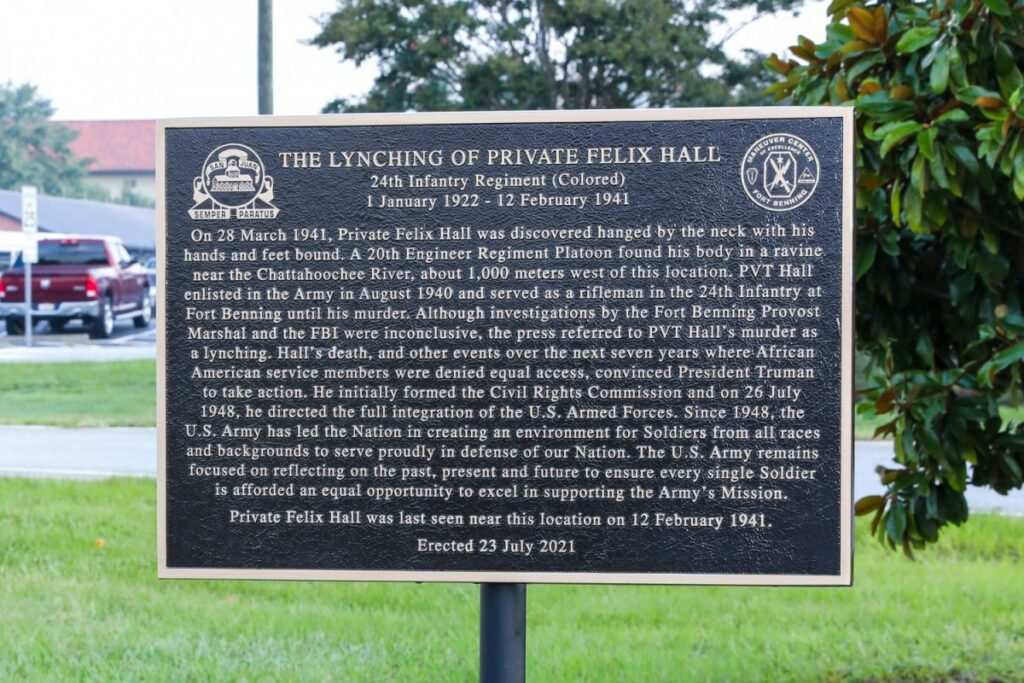 SAN JUAN
SEMPER PARATUS
THE LYNCHING OF PRIVATE FELIX HALL
24th Infantry Regiment (Colored)
1 January 1922 - 12 February 1941
MANEUVER CENTER
OF EXCELLENCE
FORT BENNING
On 28 March 1941, Private Felix Hall was discovered hanged by the neck with his
hands and feet bound. A 20th Engineer Regiment Platoon found his body in a ravine
near the Chattahoochee River, about 1,000 meters west of this location. PVT Hall
enlisted in the Army in August 1940 and served as a rifleman in the 24th Infantry at
Fort Benning until his murder. Although investigations by the Fort Benning Provost
Marshal and the FBI were inconclusive, the press referred to PVT Hall's murder as
a lynching. Hall's death, and other events over the next seven years where African
American service members were denied equal access, convinced President Truman
to take action. He initially formed the Civil Rights Commission and on 26 July
1948, he directed the full integration of the U.S. Armed Forces. Since 1948, the
U.S. Army has led the Nation in creating an environment for Soldiers from all races
and backgrounds to serve proudly in defense of our Nation. The U.S. Army remains
focused on reflecting on the past, present and future to ensure every single Soldier
is afforded an equal opportunity to excel in supporting the Army's Mission.
Private Felix Hall was last seen near this location on 12 February 1941.
Erected 23 July 2021